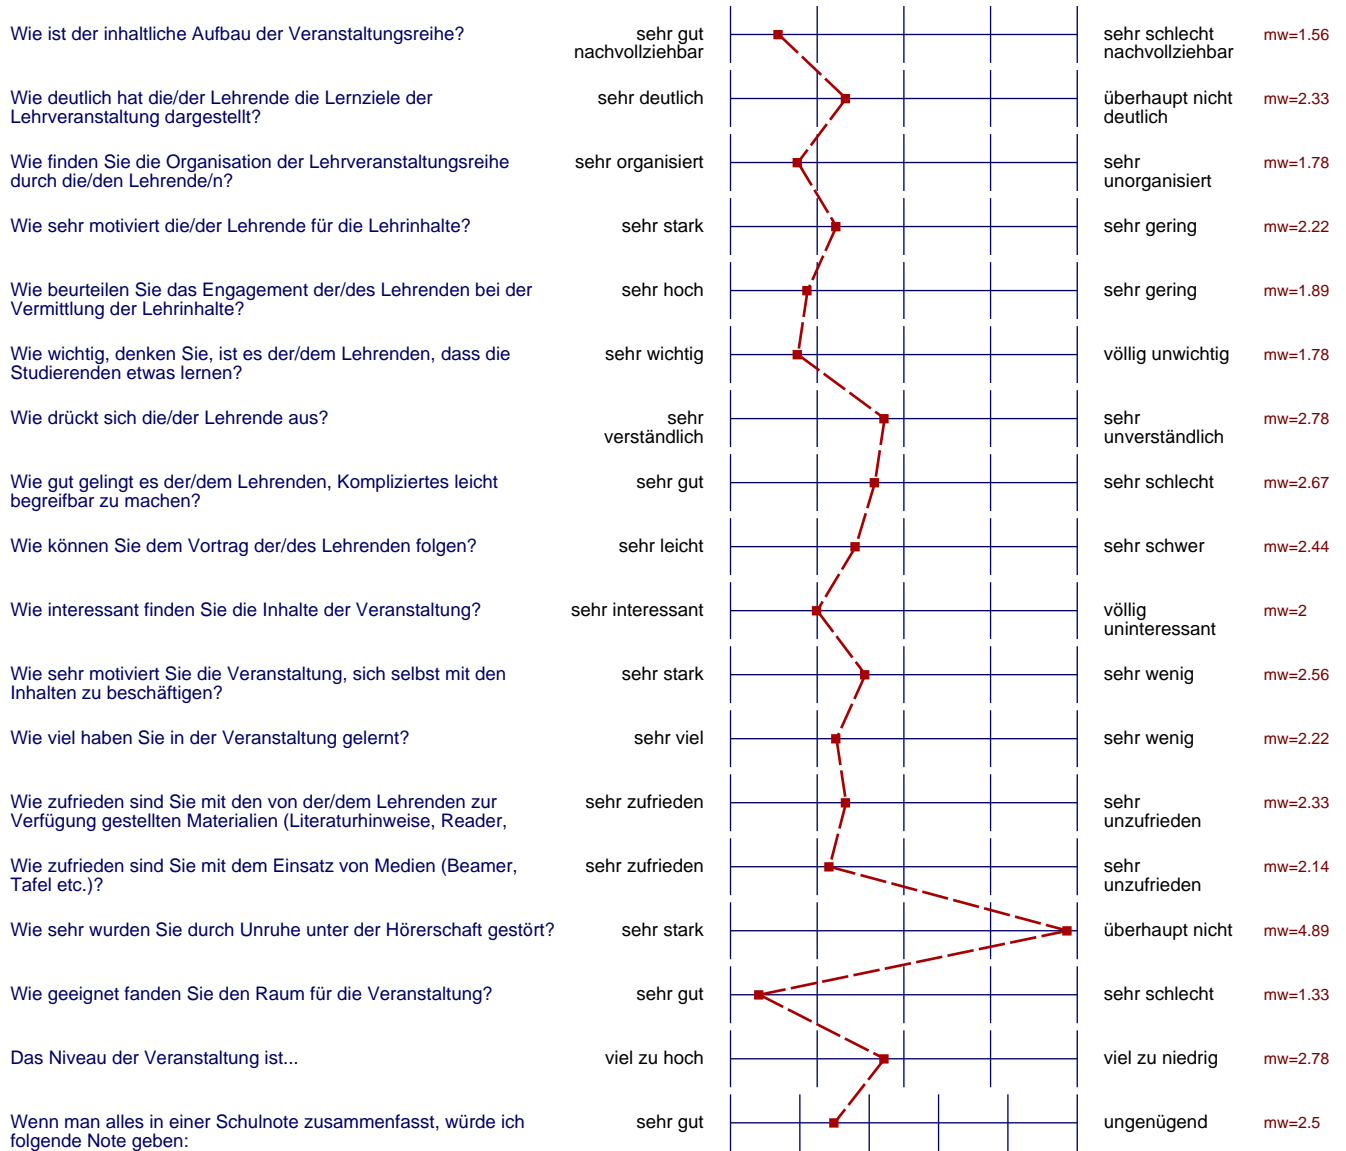 Wie ist der inhaltliche Aufbau der Veranstaltungsreihe? sehr gut sehr schlecht mw=1.56
nachvollziehbar nachvollziehbar
Wie deutlich hat die/der Lehrende die Lernziele der sehr deutlich überhaupt nicht mw=2.33
Lehrveranstaltung dargestellt? deutlich
Wie finden Sie die Organisation der Lehrveranstaltungsreihe sehr organisiert sehr mw=1.78
durch die/den Lehrende/n? unorganisiert
Wie sehr motiviert die/der Lehrende für die Lehrinhalte? sehr stark sehr gering mw=2.22
Wie beurteilen Sie das Engagement der/des Lehrenden bei der sehr hoch sehr gering mw=1.89
Vermittlung der Lehrinhalte?
Wie wichtig, denken Sie, ist es der/dem Lehrenden, dass die sehr wichtig völlig unwichtig mw=1.78
Studierenden etwas lernen?
Wie drückt sich die/der Lehrende aus? sehr sehr mw=2.78
verständlich unverständlich
Wie gut gelingt es der/dem Lehrenden, Kompliziertes leicht sehr gut sehr schlecht mw=2.67
begreifbar zu machen?
Wie können Sie dem Vortrag der/des Lehrenden folgen? sehr leicht sehr schwer mw=2.44
Wie interessant finden Sie die Inhalte der Veranstaltung? sehr interessant völlig mw=2
uninteressant
Wie sehr motiviert Sie die Veranstaltung, sich selbst mit den sehr stark sehr wenig mw=2.56
Inhalten zu beschäftigen?
Wie viel haben Sie in der Veranstaltung gelernt? sehr viel sehr wenig mw=2.22
Wie zufrieden sind Sie mit den von der/dem Lehrenden zur sehr zufrieden sehr mw=2.33
Verfügung gestellten Materialien (Literaturhinweise, Reader, unzufrieden
Wie zufrieden sind Sie mit dem Einsatz von Medien (Beamer, sehr zufrieden sehr mw=2.14
Tafel etc.)? unzufrieden
Wie sehr wurden Sie durch Unruhe unter der Hörerschaft gestört? sehr stark überhaupt nicht mw=4.89
Wie geeignet fanden Sie den Raum für die Veranstaltung? sehr gut sehr schlecht mw=1.33
Das Niveau der Veranstaltung ist... viel zu hoch viel zu niedrig mw=2.78
Wenn man alles in einer Schulnote zusammenfasst, würde ich sehr gut ungenügend mw=2.5
folgende Note geben: